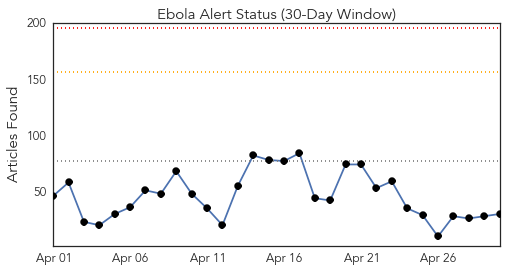 Ebola Alert Status (30-Day Window)
200
150
100
50
Articles Found
Apr 01 Apr 06 Apr 11 Apr 16 Apr 21 Apr 26